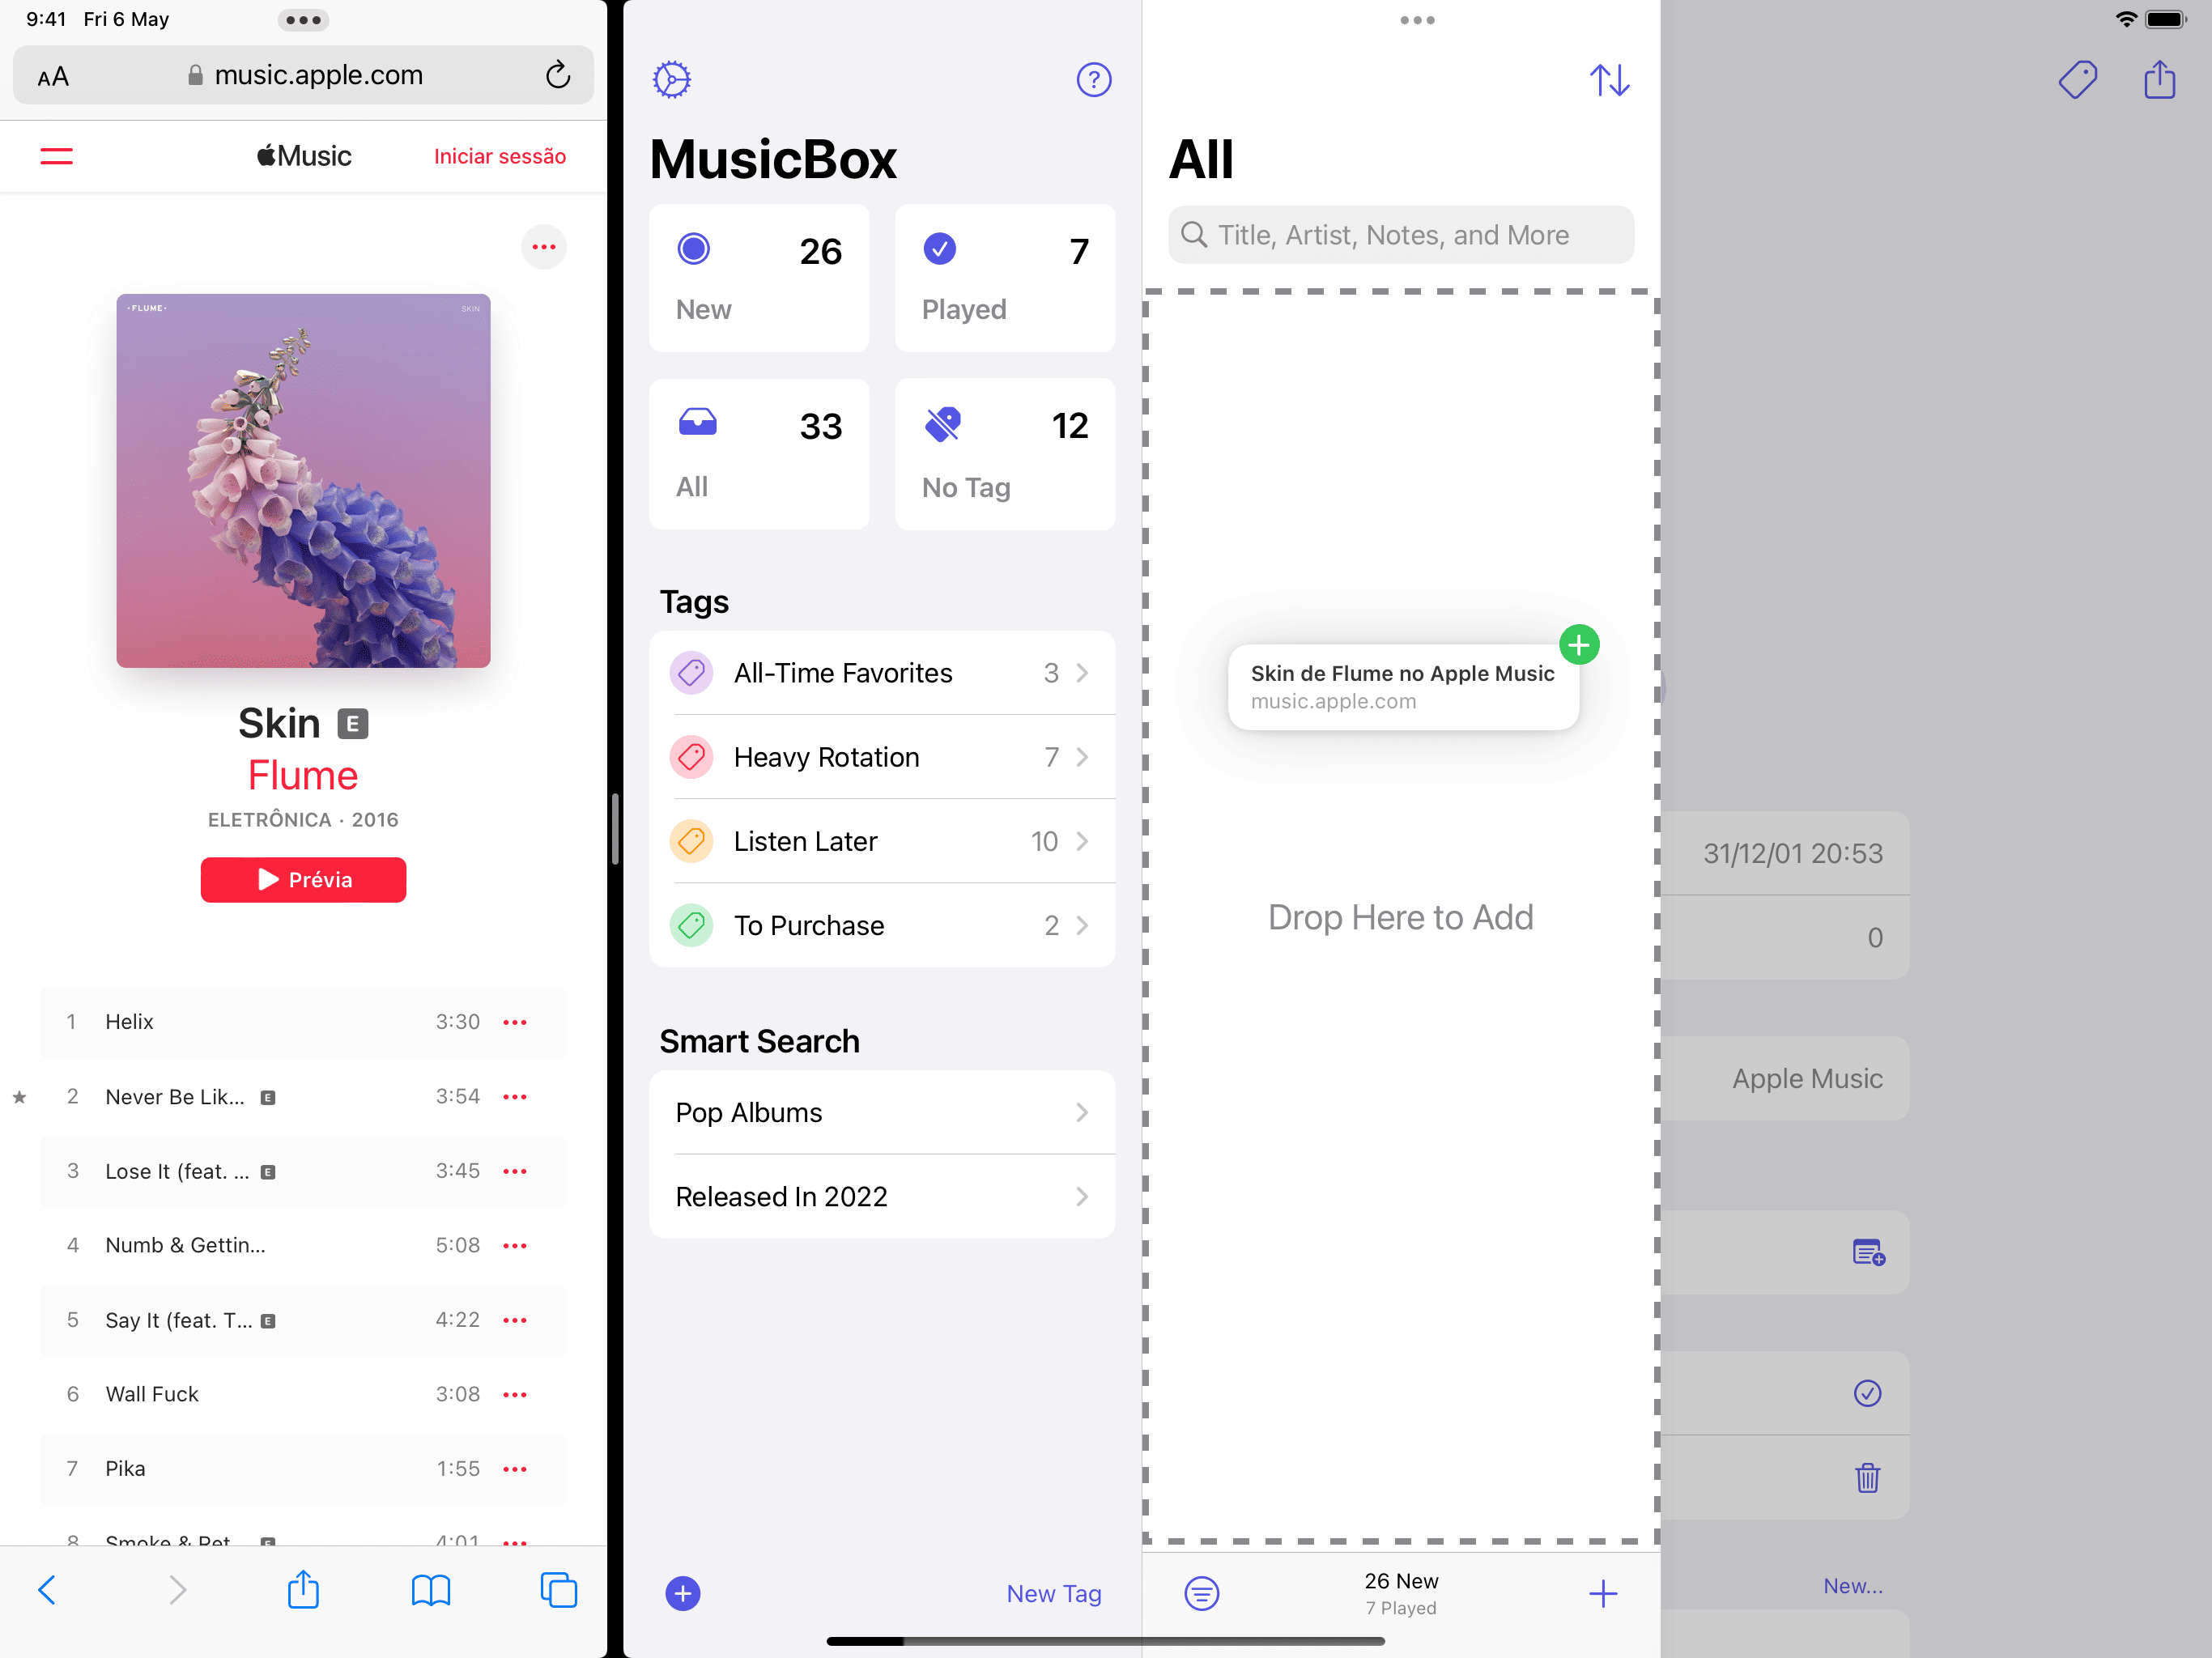 9:41 Fri 6 May
AA music.apple.com
Music Iniciar sessão
·FLUME· SKIN
Skin E
Flume
ELETRÔNICA · 2016
Prévia
1 Helix 3:30
2 Never Be Lik... E 3:54
3 Lose It (feat. ... E 3:45
4 Numb & Gettin... 5:08
5 Say It (feat. T... E 4:22
6 Wall Fuck 3:08
7 Pika 1:55
8 Smoke & Ret E 4:01
MusicBox
26
New
7
Played
33
All
12
No Tag
Tags
All-Time Favorites 3
Heavy Rotation 7
Listen Later 10
To Purchase 2
Smart Search
Pop Albums
Released In 2022
New Tag
All
Title, Artist, Notes, and More
Skin de Flume no Apple Music
music.apple.com
Drop Here to Add
26 New
7 Played
31/12/01 20:53
0
Apple Music
New...